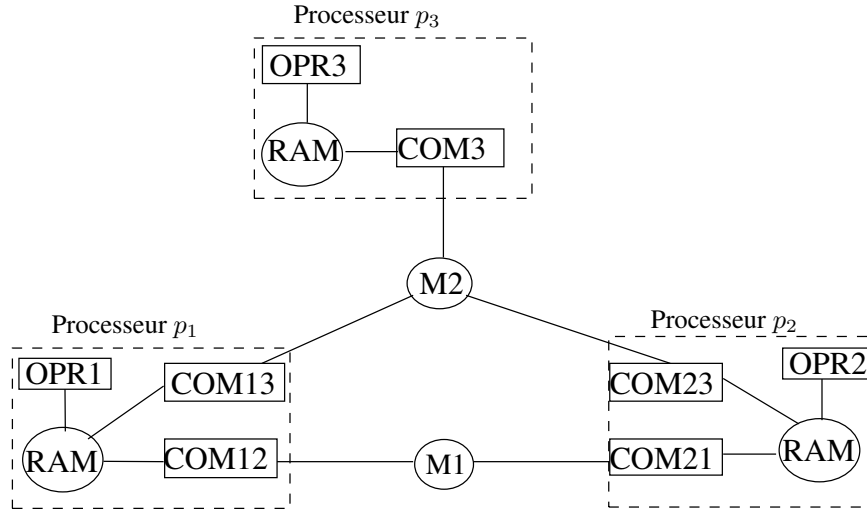 Processeur p₃
OPR3
RAM
COM3
M2
Processeur p₁
Processeur p₂
OPR1
COM13
COM23
OPR2
RAM
COM12
M1
COM21
RAM